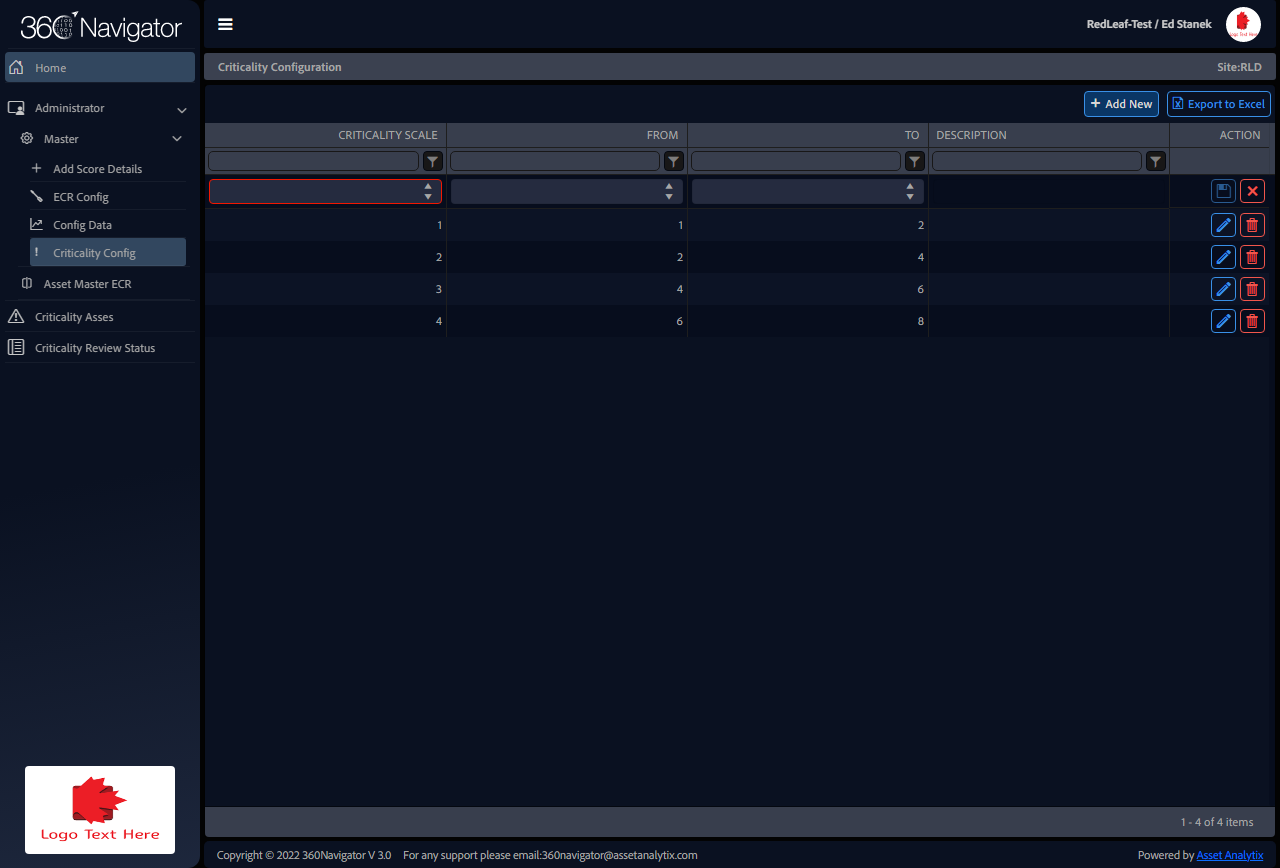 360 Navigator
RedLeaf-Test / Ed Stanek
Logo Text Here
Home
Criticality Configuration
Site:RLD
Administrator
Master
Add Score Details
ECR Config
Config Data
Criticality Config
Asset Master ECR
Criticality Asses
Criticality Review Status
Add New
Export to Excel
CRITICALITY SCALE FROM TO DESCRIPTION ACTION
1 1 2
2 2 4
3 4 6
4 6 8
1 - 4 of 4 items
Logo Text Here
Copyright © 2022 360Navigator V 3.0 For any support please email:360navigator@assetanalytix.com
Powered by Asset Analytix